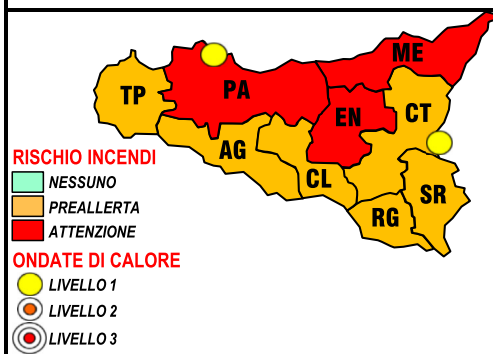 ME
PA
TP
EN
CT
AG
CL
SR
RG
RISCHIO INCENDI
NESSUNO
PREALLERTA
ATTENZIONE
ONDATE DI CALORE
LIVELLO 1
LIVELLO 2
LIVELLO 3